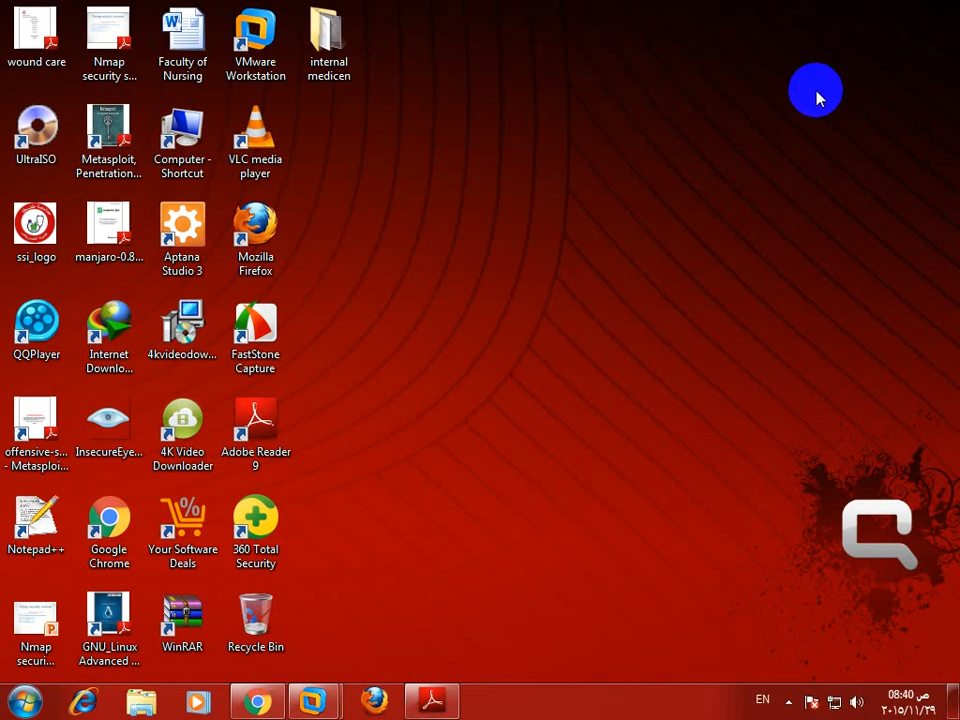 wound care
Nmap
security s...
Faculty of
Nursing
VMware
Workstation
internal
medicen
UltraISO
Metasploit,
Penetration...
Computer -
Shortcut
VLC media
player
ssi_logo
manjaro-0.8...
Aptana
Studio 3
Mozilla
Firefox
QQPlayer
Internet
Downlo...
4kvideodow...
FastStone
Capture
offensive-s...
- Metasploi...
InsecureEye...
4K Video
Downloader
Adobe Reader
9
Notepad++
Google
Chrome
Your Software
Deals
360 Total
Security
Nmap
securi...
GNU_Linux
Advanced ...
WinRAR
Recycle Bin
EN
08:40 ص
٢٠١٥/١١/٢٩